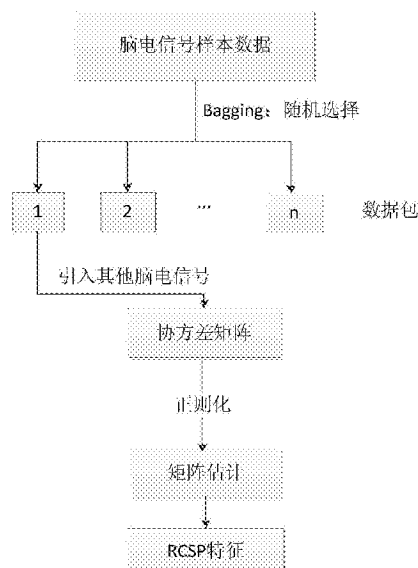 脑电信号样本数据
Bagging：随机选择
1 2 … n 数据包
引入其他脑电信号
协方差矩阵
正则化
矩阵估计
RCSP特征